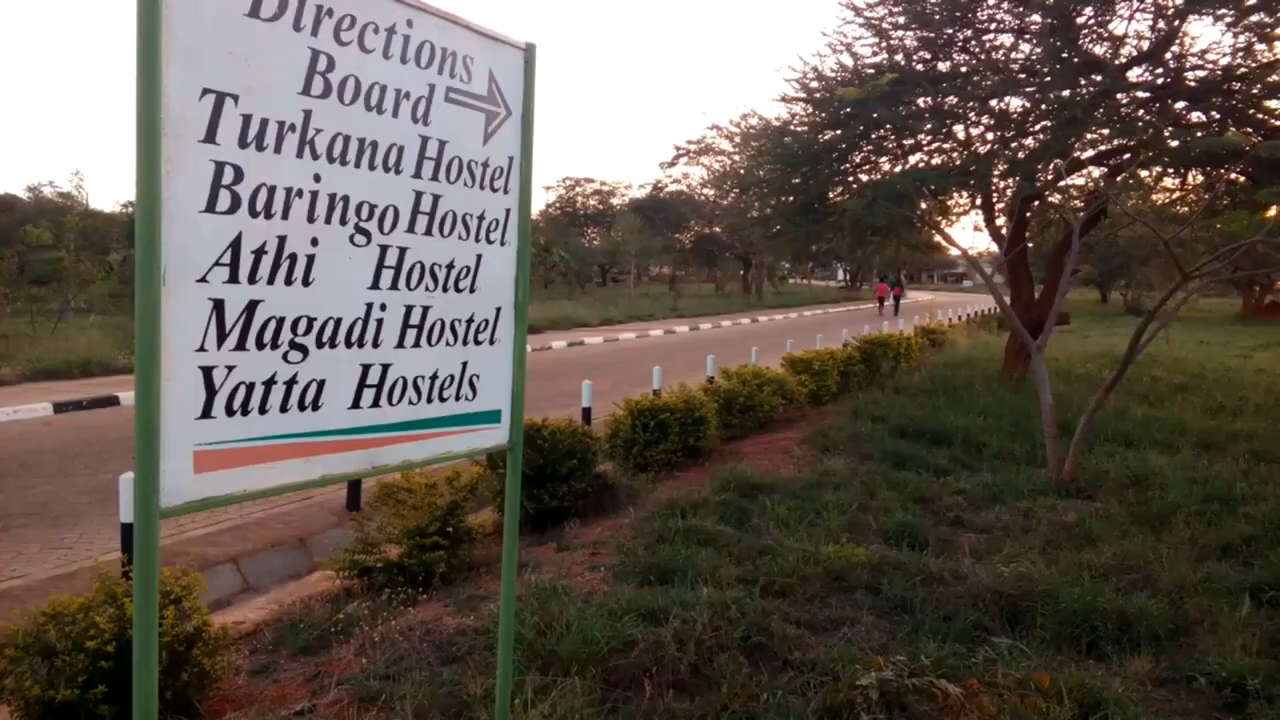 Directions
Board
Turkana Hostel
Baringo Hostel.
Athi Hostel
Magadi Hostel.
Yatta Hostels